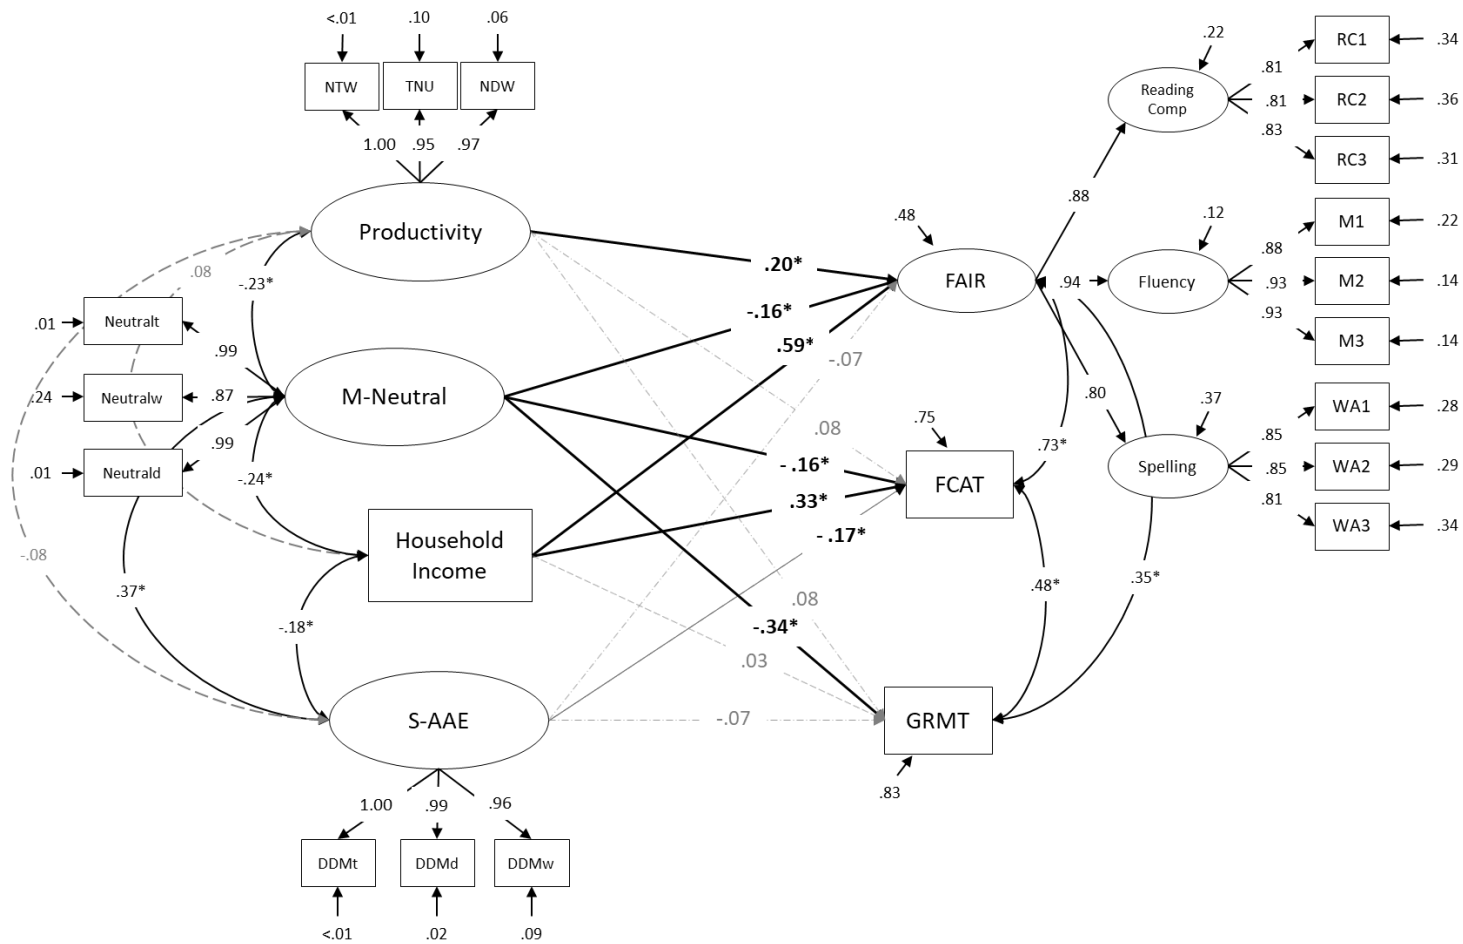 <.01
.10
.06
NTW
TNU
NDW
1.00
.95
.97
Productivity
.08
-.23*
.01
Neutralt
.99
.24
Neutralw
.87
M-Neutral
.01
Neutrald
.99
-.24*
Household
Income
-.08
.37*
-.18*
S-AAE
1.00
.99
.96
DDMt
DDMd
DDMw
<.01
.02
.09
.20*
-.16*
.59*
-.07
.08
- .16*
.33*
- .17*
.08
-.34*
.03
-.07
.48
FAIR
.75
FCAT
GRMT
.83
.88
.94
.80
.73*
.48*
.35*
.22
Reading
Comp
.81
.81
.83
RC1
.34
RC2
.36
RC3
.31
.12
Fluency
.88
.93
.93
M1
.22
M2
.14
M3
.14
.37
Spelling
.85
.85
.81
WA1
.28
WA2
.29
WA3
.34